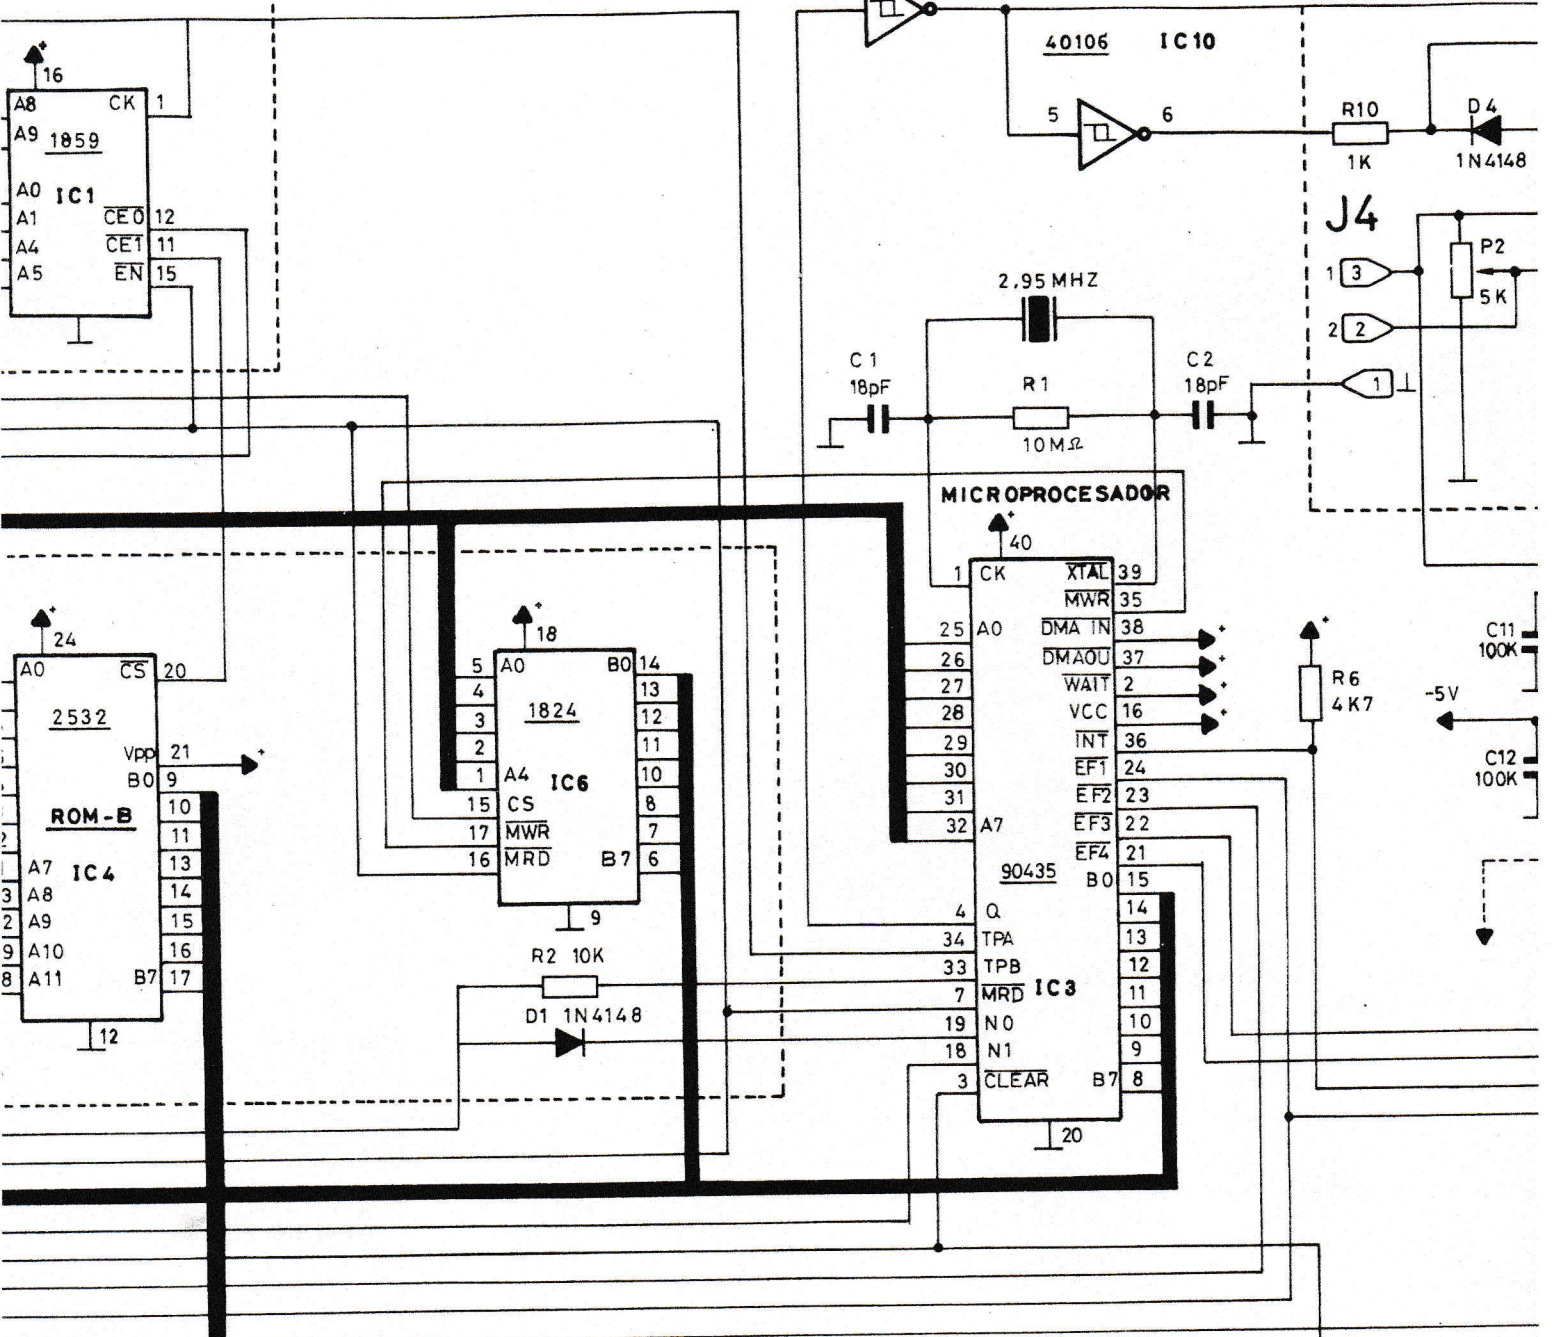 40106 IC10
+
16
A8 CK 1
A9 1859
A0 IC1
A1 CE0 12
A4 CE1 11
A5 EN 15
5 6
R10
1K
D4
1N4148
J4
1 3
2 2
1 ⊥
P2
5K
2,95 MHZ
C1
18pF
R1
10MΩ
C2
18pF
MICROPROCESADOR
+
40
1 CK XTAL 39
MWR 35
25 A0 DMA IN 38 +
26 DMAOU 37 +
27 WAIT 2 +
28 VCC 16 +
29 INT 36
30 EF1 24
31 EF2 23
32 A7 EF3 22
EF4 21
90435 B0 15
4 Q 14
34 TPA 13
33 TPB 12
7 MRD IC3 11
19 N0 10
18 N1 9
3 CLEAR B7 8
20
+
R6
4K7
-5V
C11
100K
C12
100K
+
24
A0 CS 20
2532
Vpp 21 +
B0 9
ROM-B 10
11
A7 IC4 13
3 A8 14
2 A9 15
9 A10 16
8 A11 B7 17
12
+
18
5 A0 B0 14
4 13
3 1824 12
2 11
1 A4 IC6 10
15 CS 8
17 MWR 7
16 MRD B7 6
9
R2 10K
D1 1N4148